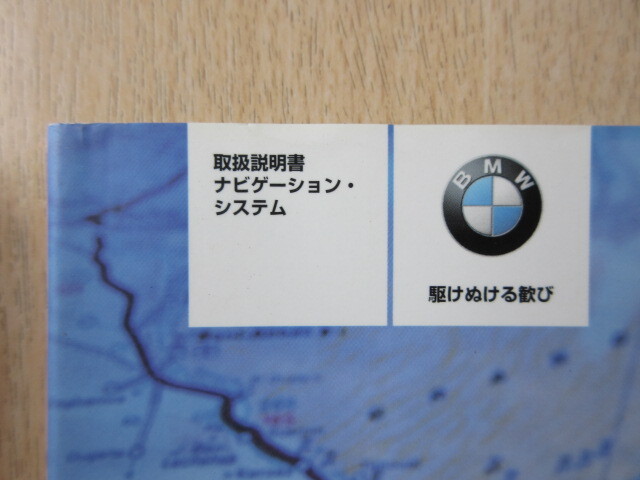 取扱説明書
ナビゲーション・
システム
BMW
駆けぬける歓び